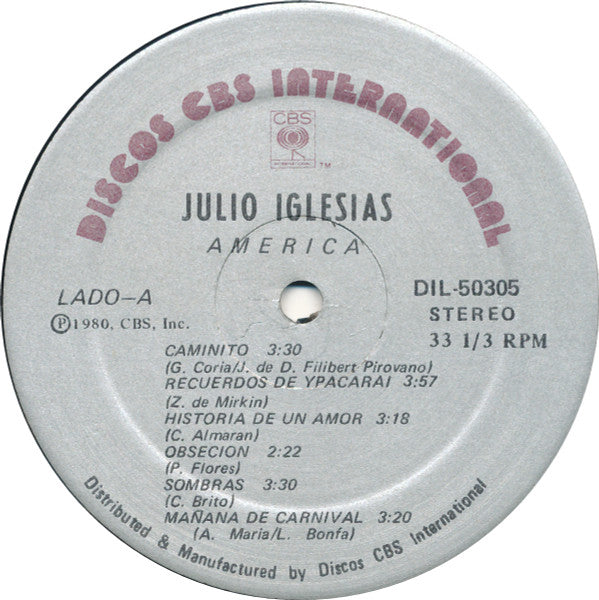 DISCOS CBS INTERNATIONAL
CBS
INTERNATIONAL
TM
JULIO IGLESIAS
AMERICA
LADO-A
DIL-50305
STEREO
℗1980, CBS, Inc.
33 1/3 RPM
CAMINITO 3:30
(G. Coria/J. de D. Filibert Pirovano)
RECUERDOS DE YPACARAI 3:57
(Z. de Mirkin)
HISTORIA DE UN AMOR 3:18
(C. Almaran)
OBSECION 2:22
(P. Flores)
SOMBRAS 3:30
(C. Brito)
MAÑANA DE CARNIVAL 3:20
(A. Maria/L. Bonfa)
Distributed & Manufactured by Discos CBS International